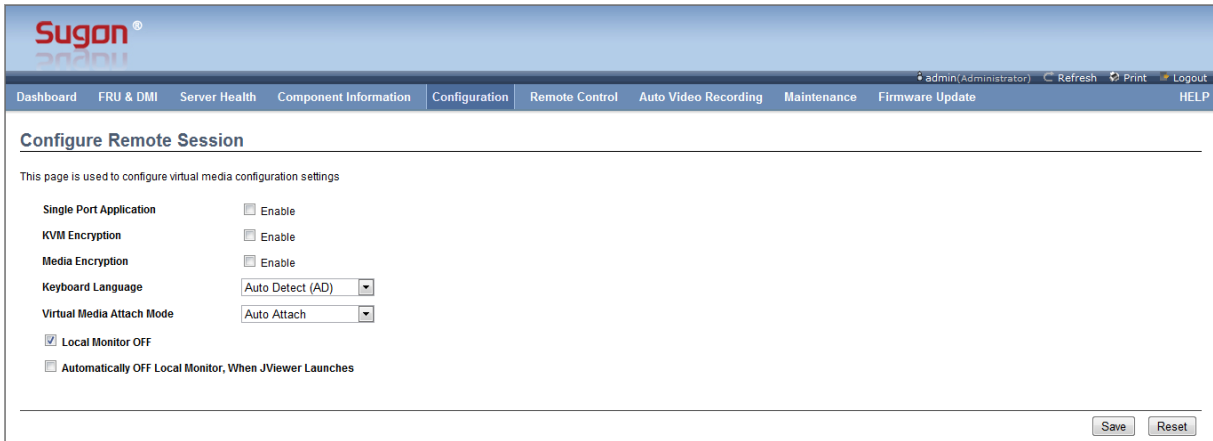 Sugon®
admin(Administrator) Refresh Print Logout
Dashboard FRU & DMI Server Health Component Information Configuration Remote Control Auto Video Recording Maintenance Firmware Update HELP
Configure Remote Session
This page is used to configure virtual media configuration settings
Single Port Application Enable
KVM Encryption Enable
Media Encryption Enable
Keyboard Language Auto Detect (AD)
Virtual Media Attach Mode Auto Attach
Local Monitor OFF
Automatically OFF Local Monitor, When JViewer Launches
Save Reset